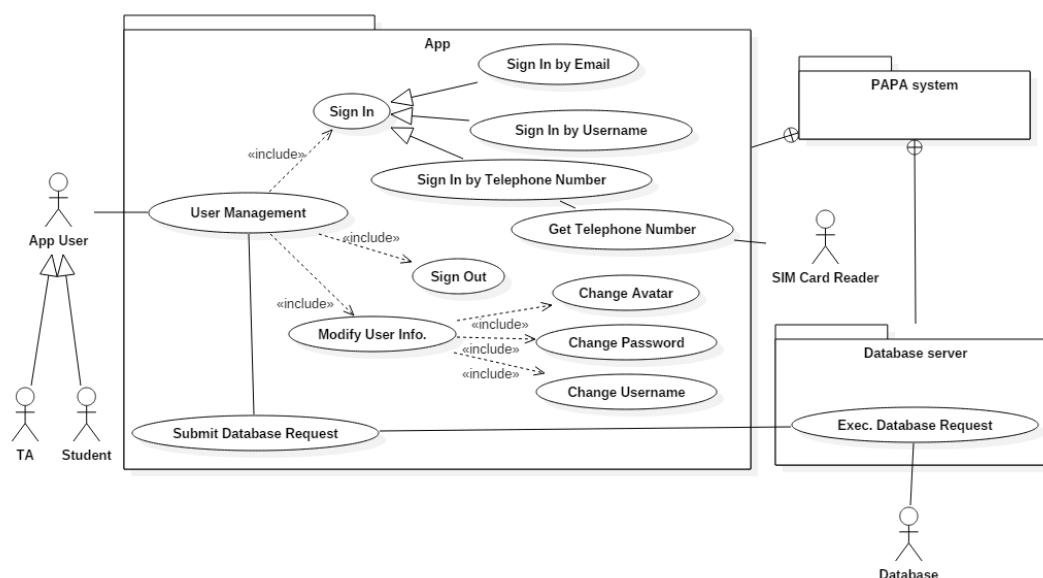 App
Sign In by Email
PAPA system
Sign In
Sign In by Username
«include»
Sign In by Telephone Number
User Management
App User
Get Telephone Number
«include»
SIM Card Reader
Sign Out
Change Avatar
«include»
Modify User Info.
«include»
Change Password
«include»
Database server
«include»
Change Username
Submit Database Request
Exec. Database Request
TA
Student
Database